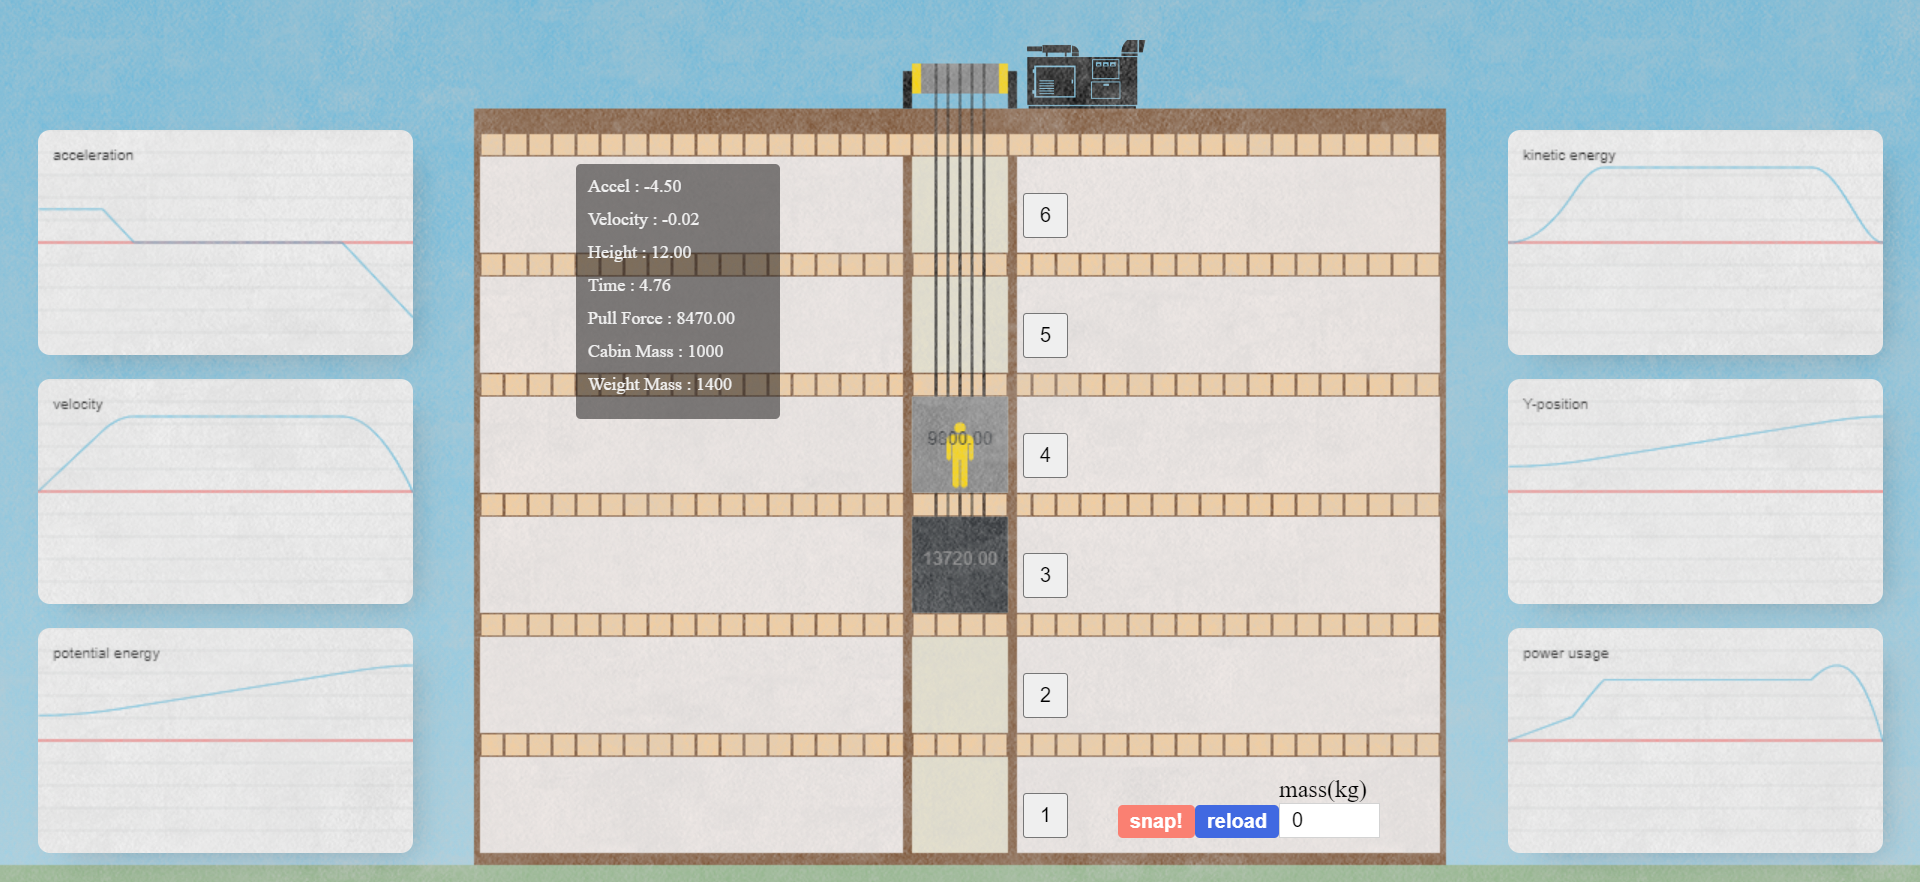 acceleration
velocity
potential energy
Accel : -4.50
Velocity : -0.02
Height : 12.00
Time : 4.76
Pull Force : 8470.00
Cabin Mass : 1000
Weight Mass : 1400
9800.00
13720.00
6
5
4
3
2
1
mass(kg)
snap! reload 0
kinetic energy
Y-position
power usage